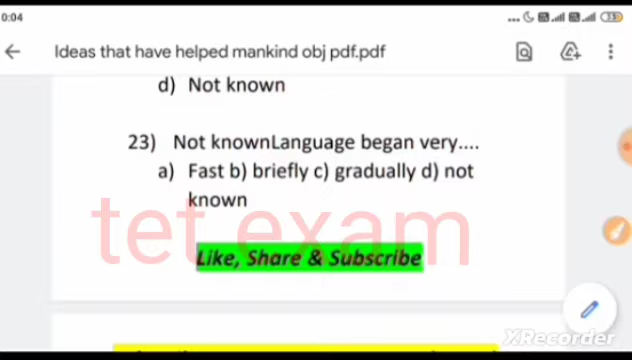 0:04
33
Ideas that have helped mankind obj pdf.pdf
d) Not known
23) Not knownLanguage began very....
a) Fast b) briefly c) gradually d) not
known
tet exam
Like, Share & Subscribe
XRecorder